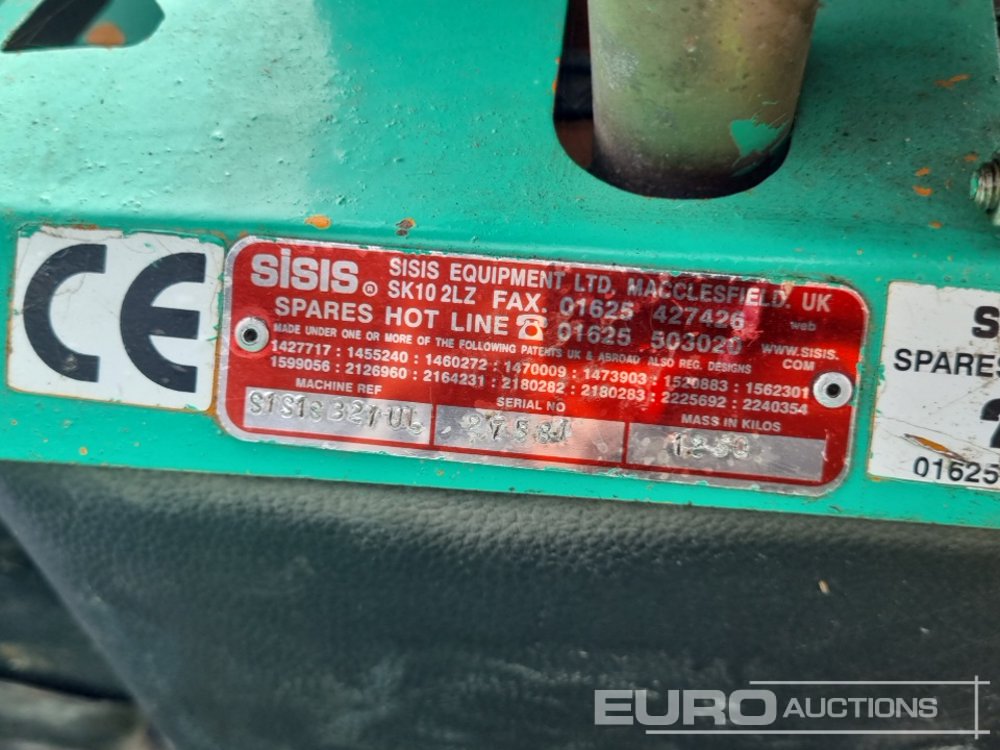 CE
SiSiS ® SISIS EQUIPMENT LTD. MACCLESFIELD. UK
SK10 2LZ FAX. 01625 427426 web
SPARES HOT LINE ☎ 01625 503020 WWW.SISIS.
MADE UNDER ONE OR MORE OF THE FOLLOWING PATENTS UK & ABROAD ALSO REG. DESIGNS COM
1427717 : 1455240 : 1460272 : 1470009 : 1473903 : 1520883 : 1562301
1599056 : 2126960 : 2164231 : 2180282 : 2180283 : 2225692 : 2240354
MACHINE REF SERIAL NO MASS IN KILOS
S1S1S 321 UL
S
SPARES
01625
EURO AUCTIONS